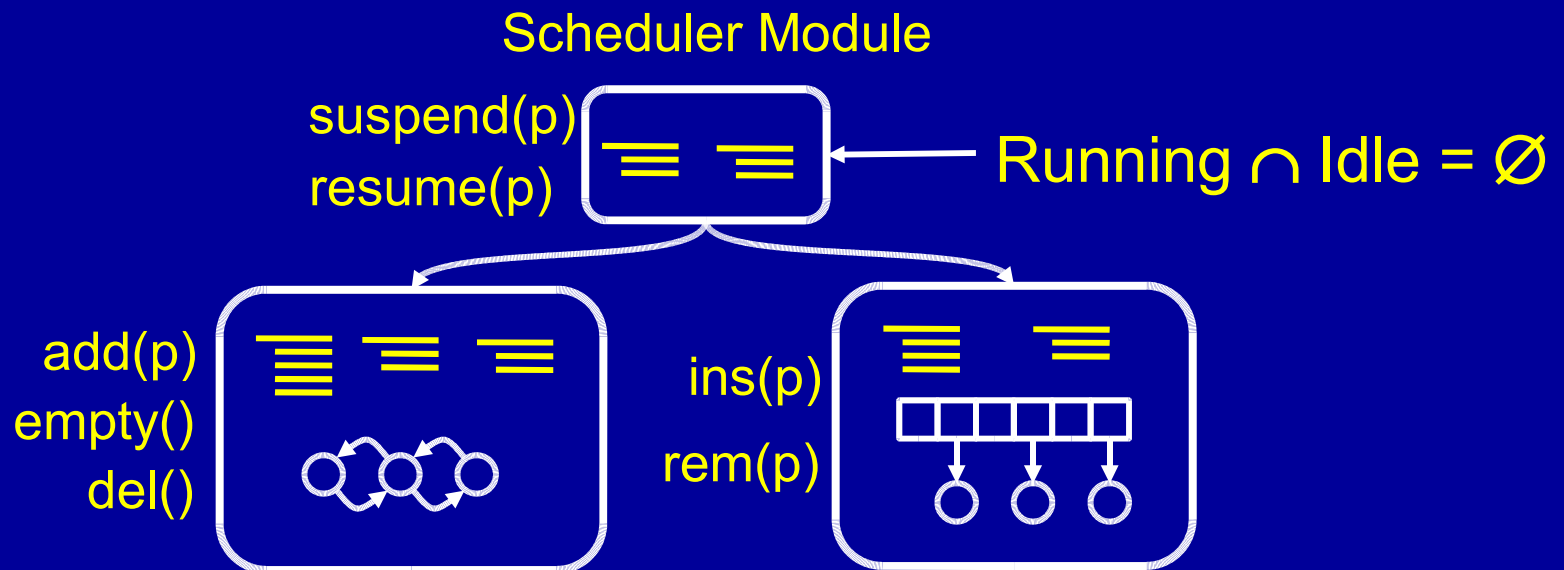 Scheduler Module
suspend(p)
resume(p)
Running ∩ Idle = ∅
add(p)
empty()
del()
ins(p)
rem(p)